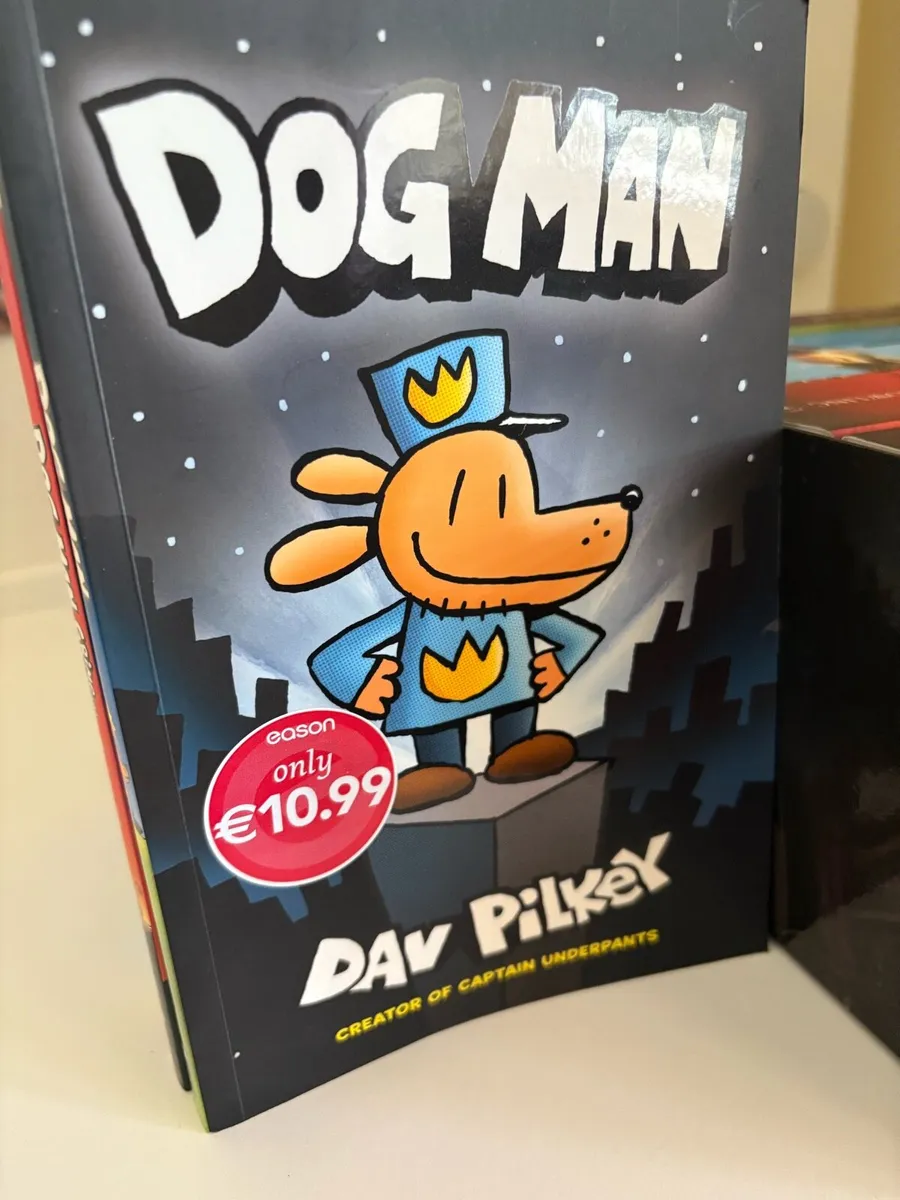 DOG MAN
eason
only
€10.99
DAV PILKEY
CREATOR OF CAPTAIN UNDERPANTS